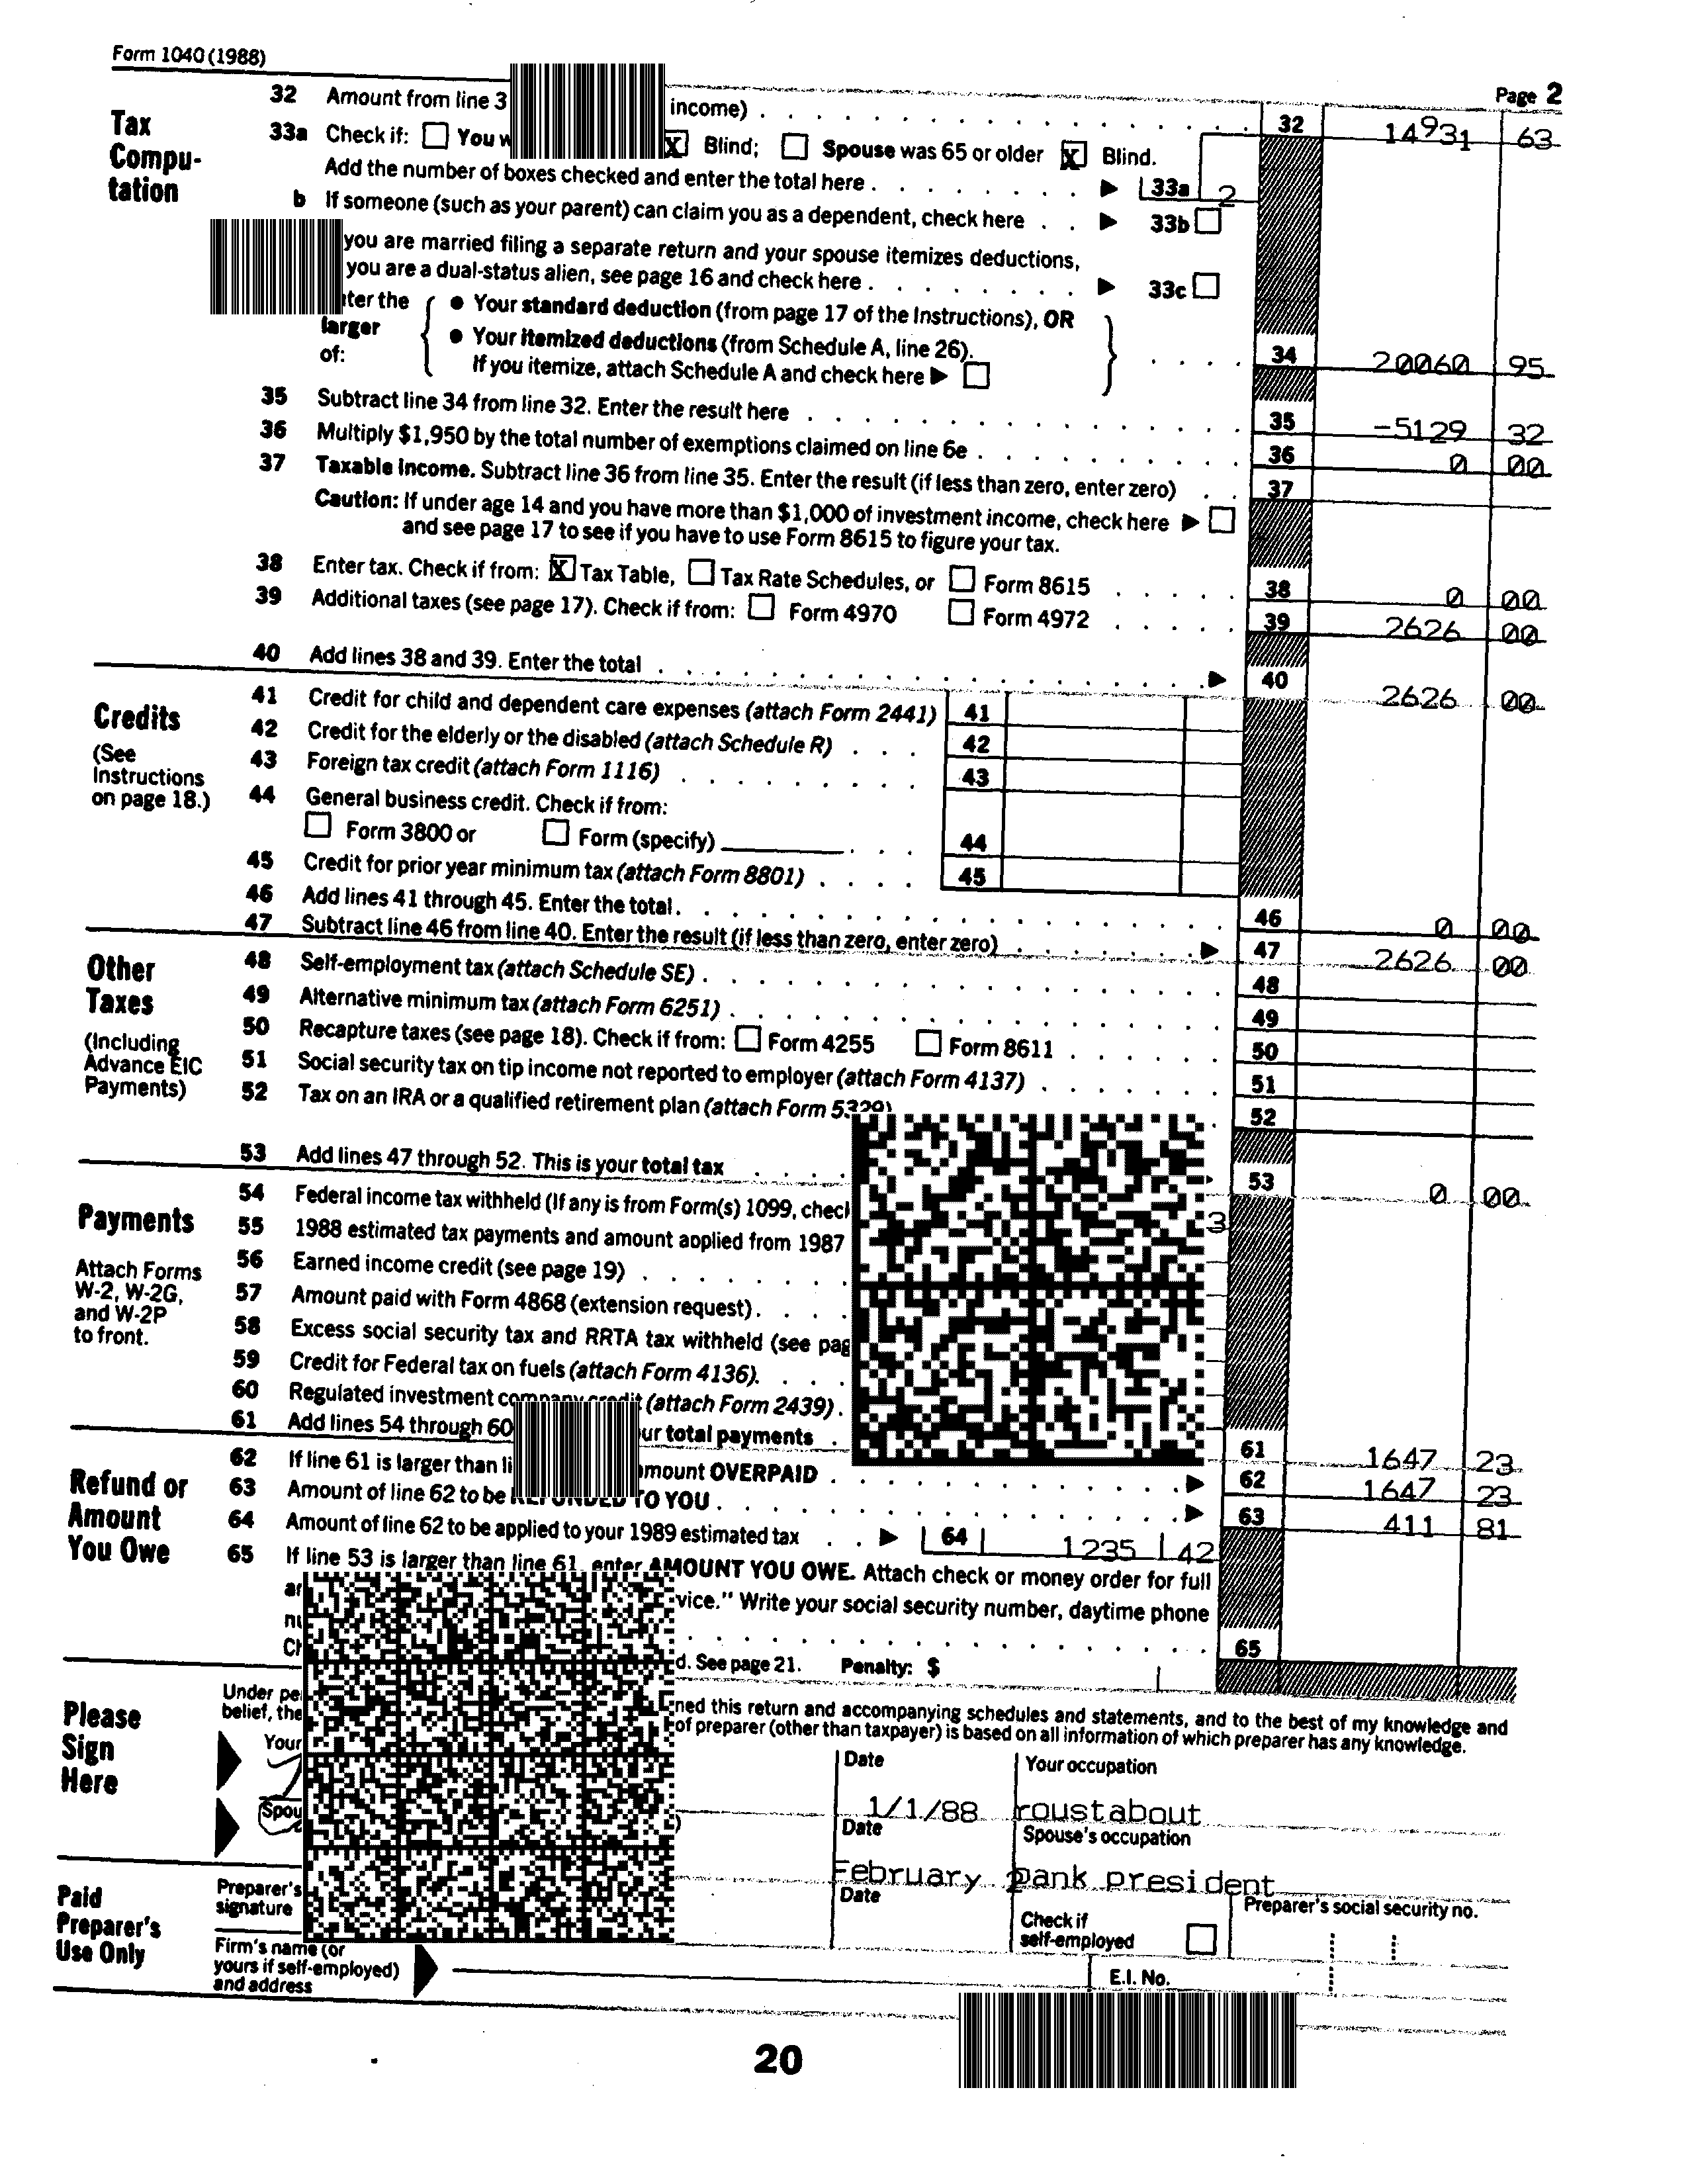 Form 1040 (1988)
Page 2
Tax Compu-tation
32 Amount from line 3 income) 32 14931 63
33a Check if: You w X Blind; Spouse was 65 or older X Blind.
Add the number of boxes checked and enter the total here 33a 2
b If someone (such as your parent) can claim you as a dependent, check here 33b
you are married filing a separate return and your spouse itemizes deductions,
you are a dual-status alien, see page 16 and check here 33c
the • Your standard deduction (from page 17 of the Instructions), OR
larger • Your itemized deductions (from Schedule A, line 26).
of: If you itemize, attach Schedule A and check here 34 20060 95
35 Subtract line 34 from line 32. Enter the result here 35 -5129 32
36 Multiply $1,950 by the total number of exemptions claimed on line 6e 36 0 00
37 Taxable income. Subtract line 36 from line 35. Enter the result (if less than zero, enter zero) 37
Caution: If under age 14 and you have more than $1,000 of investment income, check here
and see page 17 to see if you have to use Form 8615 to figure your tax.
38 Enter tax. Check if from: X Tax Table, Tax Rate Schedules, or Form 8615 38 0 00
39 Additional taxes (see page 17). Check if from: Form 4970 Form 4972 39 2626 00
40 Add lines 38 and 39. Enter the total 40 2626 00
Credits
(See Instructions on page 18.)
41 Credit for child and dependent care expenses (attach Form 2441) 41
42 Credit for the elderly or the disabled (attach Schedule R) 42
43 Foreign tax credit (attach Form 1116) 43
44 General business credit. Check if from:
Form 3800 or Form (specify) 44
45 Credit for prior year minimum tax (attach Form 8801) 45
46 Add lines 41 through 45. Enter the total 46 0 00
47 Subtract line 46 from line 40. Enter the result (if less than zero, enter zero) 47 2626 00
Other Taxes
(Including Advance EIC Payments)
48 Self-employment tax (attach Schedule SE) 48
49 Alternative minimum tax (attach Form 6251) 49
50 Recapture taxes (see page 18). Check if from: Form 4255 Form 8611 50
51 Social security tax on tip income not reported to employer (attach Form 4137) 51
52 Tax on an IRA or a qualified retirement plan (attach Form 5329) 52
53 Add lines 47 through 52. This is your total tax 53 0 00
Payments
Attach Forms W-2, W-2G, and W-2P to front.
54 Federal income tax withheld (If any is from Form(s) 1099, check 3
55 1988 estimated tax payments and amount applied from 1987
56 Earned income credit (see page 19)
57 Amount paid with Form 4868 (extension request)
58 Excess social security tax and RRTA tax withheld (see pag
59 Credit for Federal tax on fuels (attach Form 4136)
60 Regulated investment company credit (attach Form 2439)
61 Add lines 54 through 60 ur total payments 61 1647 23
Refund or Amount You Owe
62 If line 61 is larger than li mount OVERPAID 62 1647 23
63 Amount of line 62 to be REFUNDED TO YOU 63 411 81
64 Amount of line 62 to be applied to your 1989 estimated tax 64 1235 42
65 If line 53 is larger than line 61, enter AMOUNT YOU OWE. Attach check or money order for full
vice." Write your social security number, daytime phone
65
d. See page 21. Penalty: $
Please Sign Here
Under pe ned this return and accompanying schedules and statements, and to the best of my knowledge and
belief, the of preparer (other than taxpayer) is based on all information of which preparer has any knowledge.
Your Date Your occupation
1/1/88 roustabout
Spou Date Spouse's occupation
February bank president
Paid Preparer's Use Only
Preparer's signature Date Check if self-employed Preparer's social security no.
Firm's name (or yours if self-employed) and address E.I. No.
20